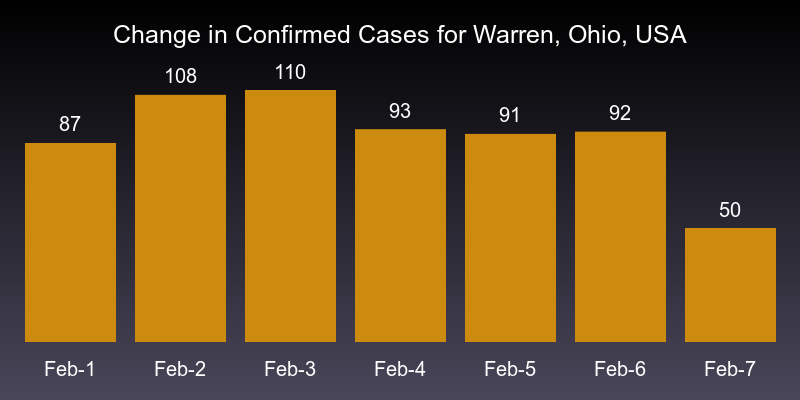 Change in Confirmed Cases for Warren, Ohio, USA
87 108 110 93 91 92 50
Feb-1 Feb-2 Feb-3 Feb-4 Feb-5 Feb-6 Feb-7